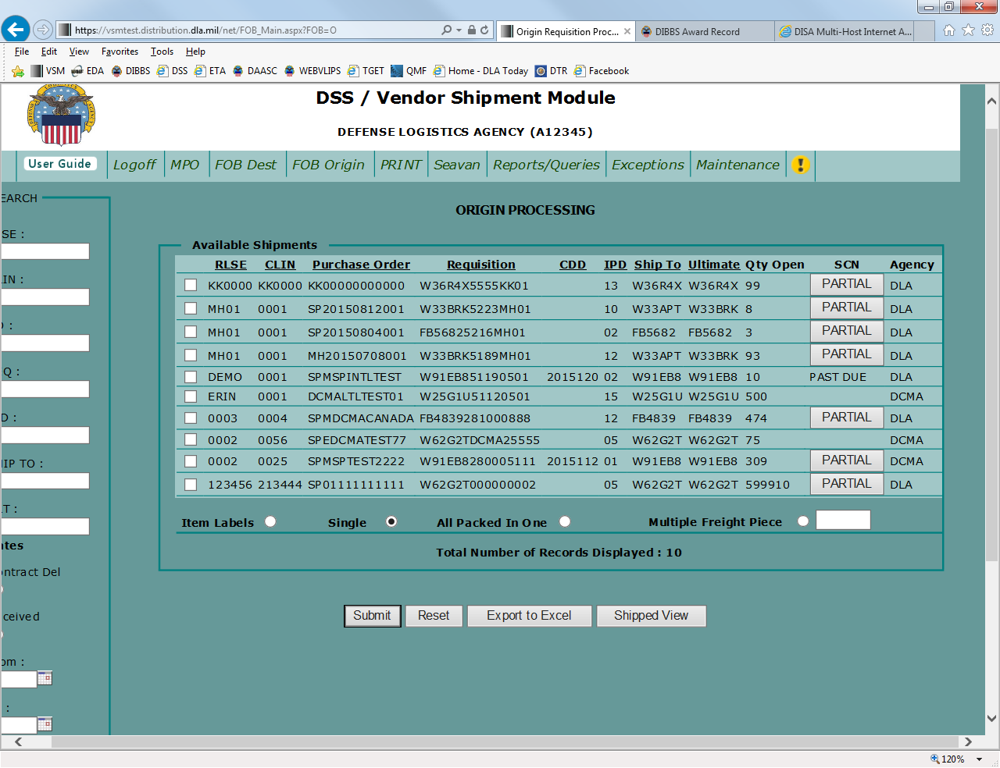 https://vsmtest.distribution.dla.mil/net/FOB_Main.aspx?FOB=O
Origin Requisition Proc...
DIBBS Award Record
DISA Multi-Host Internet A...
File Edit View Favorites Tools Help
VSM EDA DIBBS DSS ETA DAASC WEBVLIPS TGET QMF Home - DLA Today DTR Facebook
DSS / Vendor Shipment Module
DEFENSE LOGISTICS AGENCY (A12345)
User Guide Logoff MPO FOB Dest FOB Origin PRINT Seavan Reports/Queries Exceptions Maintenance
EARCH
SE :
IN :
) :
Q :
D :
IIP TO :
T :
ites
ontract Del
ceived
om :
:
ORIGIN PROCESSING
Available Shipments
RLSE CLIN Purchase Order Requisition CDD IPD Ship To Ultimate Qty Open SCN Agency
KK0000 KK0000 KK00000000000 W36R4X5555KK01 13 W36R4X W36R4X 99 PARTIAL DLA
MH01 0001 SP20150812001 W33BRK5223MH01 10 W33APT W33BRK 8 PARTIAL DLA
MH01 0001 SP20150804001 FB56825216MH01 02 FB5682 FB5682 3 PARTIAL DLA
MH01 0001 MH20150708001 W33BRK5189MH01 12 W33APT W33BRK 93 PARTIAL DLA
DEMO 0001 SPMSPINTLTEST W91EB851190501 2015120 02 W91EB8 W91EB8 10 PAST DUE DLA
ERIN 0001 DCMALTLTEST01 W25G1U51120501 15 W25G1U W25G1U 500 DCMA
0003 0004 SPMDCMACANADA FB4839281000888 12 FB4839 FB4839 474 PARTIAL DLA
0002 0056 SPEDCMATEST77 W62G2TDCMA25555 05 W62G2T W62G2T 75 DCMA
0002 0025 SPMSPTEST2222 W91EB8280005111 2015112 01 W91EB8 W91EB8 309 PARTIAL DCMA
123456 213444 SP01111111111 W62G2T000000002 05 W62G2T W62G2T 599910 PARTIAL DLA
Item Labels Single All Packed In One Multiple Freight Piece
Total Number of Records Displayed : 10
Submit Reset Export to Excel Shipped View
120%